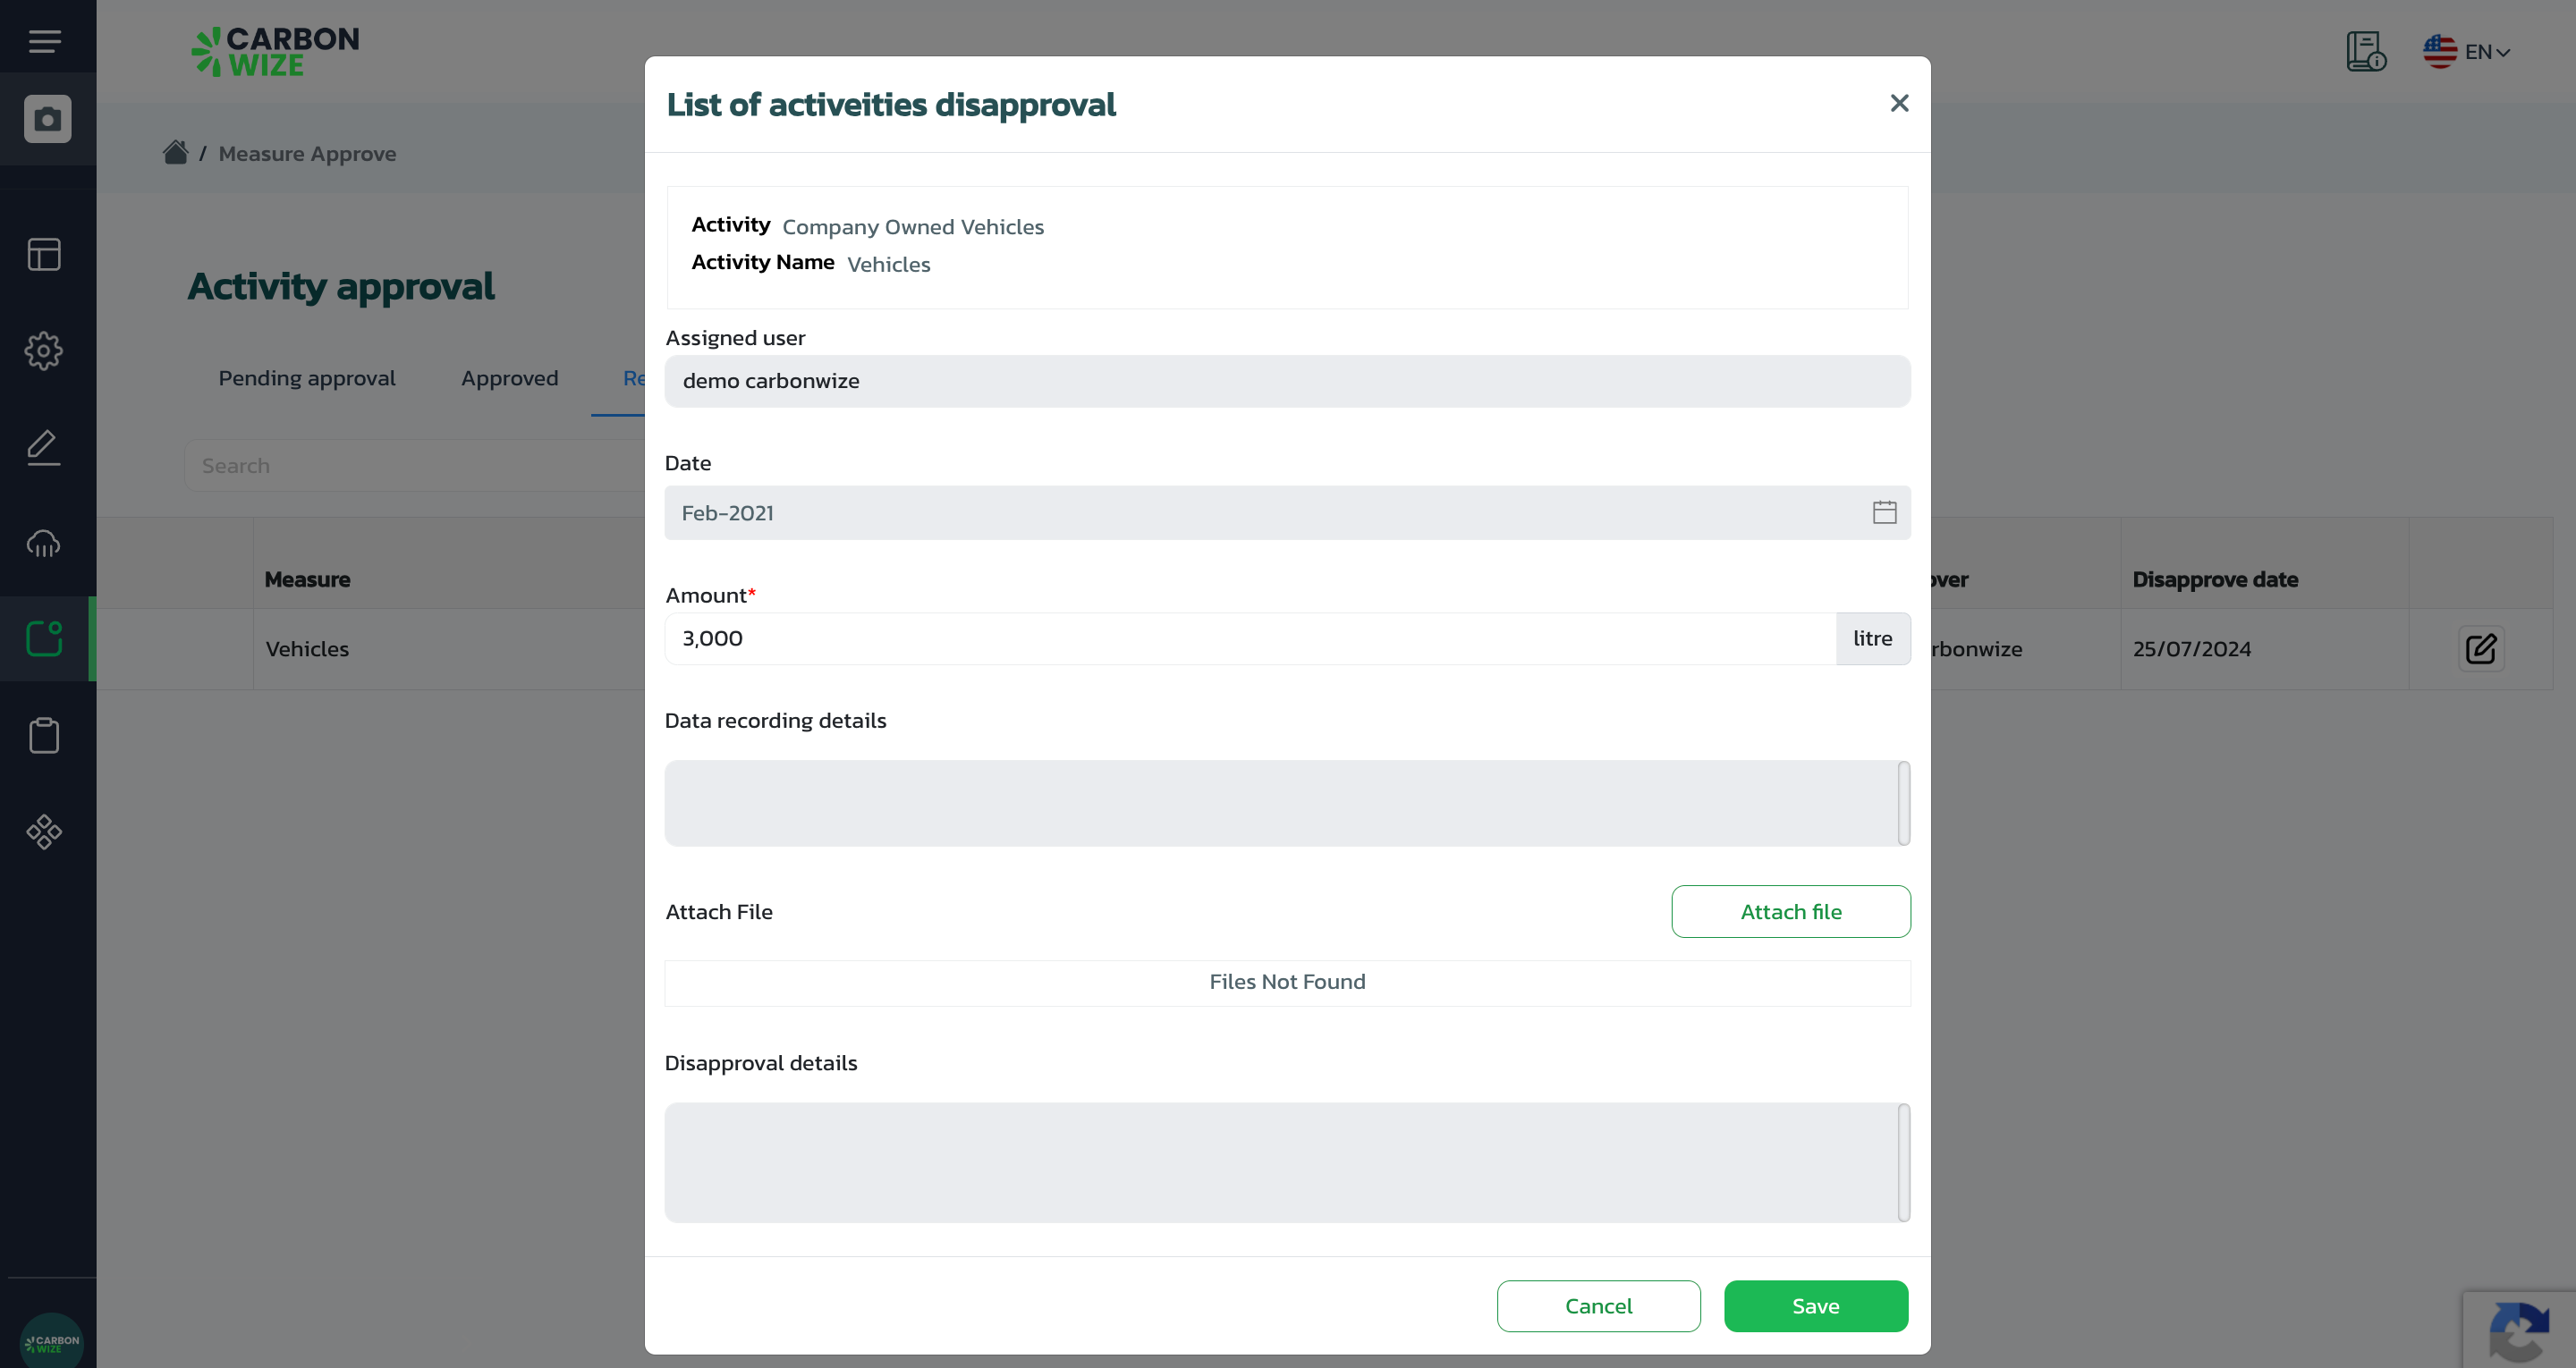 CARBON
WIZE
EN
/ Measure Approve
Activity approval
Pending approval
Approved
Re
Search
Measure
Disapprove date
Vehicles
25/07/2024
List of activeities disapproval
Activity Company Owned Vehicles
Activity Name Vehicles
Assigned user
demo carbonwize
Date
Feb-2021
Amount*
3,000
litre
Data recording details
Attach File
Attach file
Files Not Found
Disapproval details
Cancel
Save
CARBON
WIZE